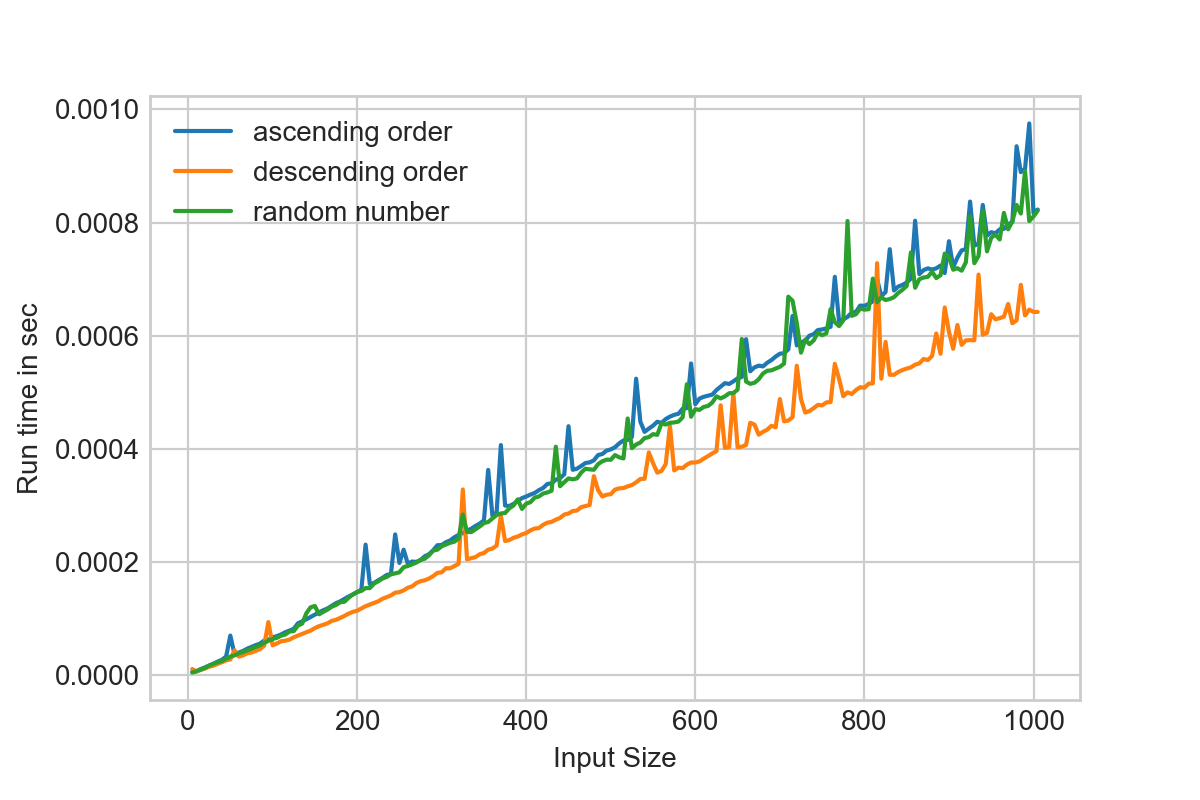 0.0010
0.0008
0.0006
0.0004
0.0002
0.0000
ascending order
descending order
random number
Run time in sec
0 200 400 600 800 1000
Input Size